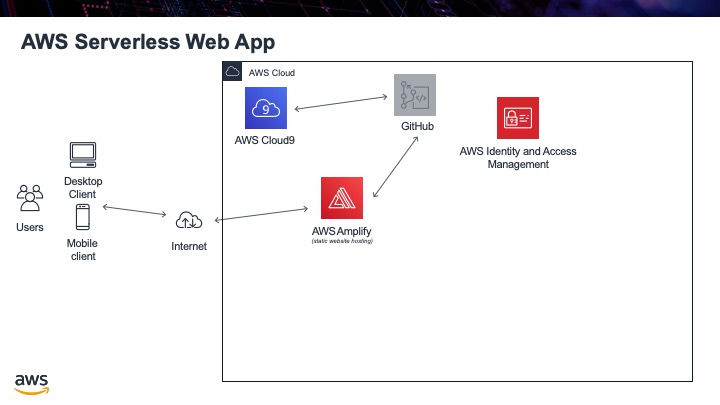 AWS Serverless Web App
AWS Cloud
9
AWS Cloud9
GitHub
AWS Identity and Access
Management
Desktop
Client
Users
Mobile
client
Internet
AWS Amplify
(static website hosting)
aws